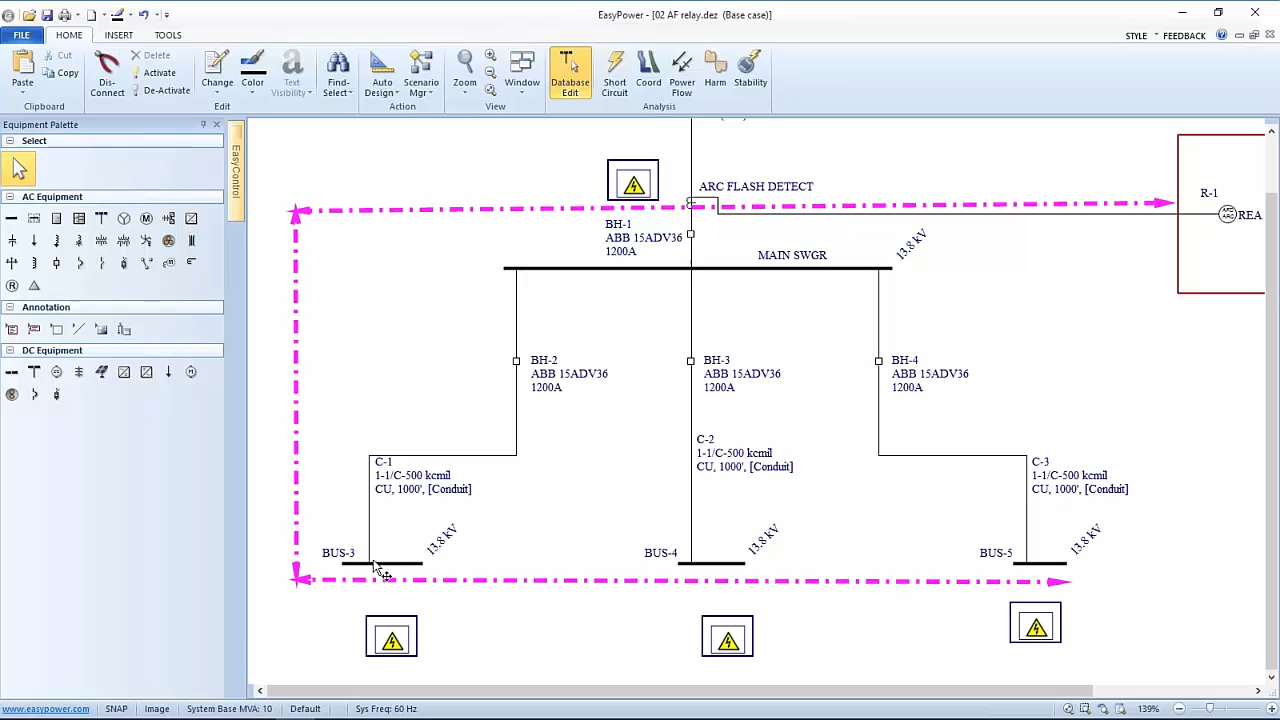 EasyPower - [02 AF relay.dez (Base case)]
FILE HOME INSERT TOOLS STYLE FEEDBACK
Paste Cut Copy
Clipboard
Dis-Connect Delete Activate De-Activate
Change Color Text Visibility
Edit
Find-Select
Auto Design Scenario Mgr
Action
Zoom Window
View
Database Edit
Short Circuit Coord Power Flow Harm Stability
Analysis
Equipment Palette
Select
AC Equipment
Annotation
DC Equipment
EasyControl
ARC FLASH DETECT
R-1
ARC
REA
BH-1
ABB 15ADV36
1200A
MAIN SWGR
13.8 kV
BH-2
ABB 15ADV36
1200A
BH-3
ABB 15ADV36
1200A
BH-4
ABB 15ADV36
1200A
C-1
1-1/C-500 kcmil
CU, 1000', [Conduit]
C-2
1-1/C-500 kcmil
CU, 1000', [Conduit]
C-3
1-1/C-500 kcmil
CU, 1000', [Conduit]
BUS-3
13.8 kV
BUS-4
13.8 kV
BUS-5
13.8 kV
www.easypower.com SNAP Image System Base MVA: 10 Default Sys Freq: 60 Hz 139%